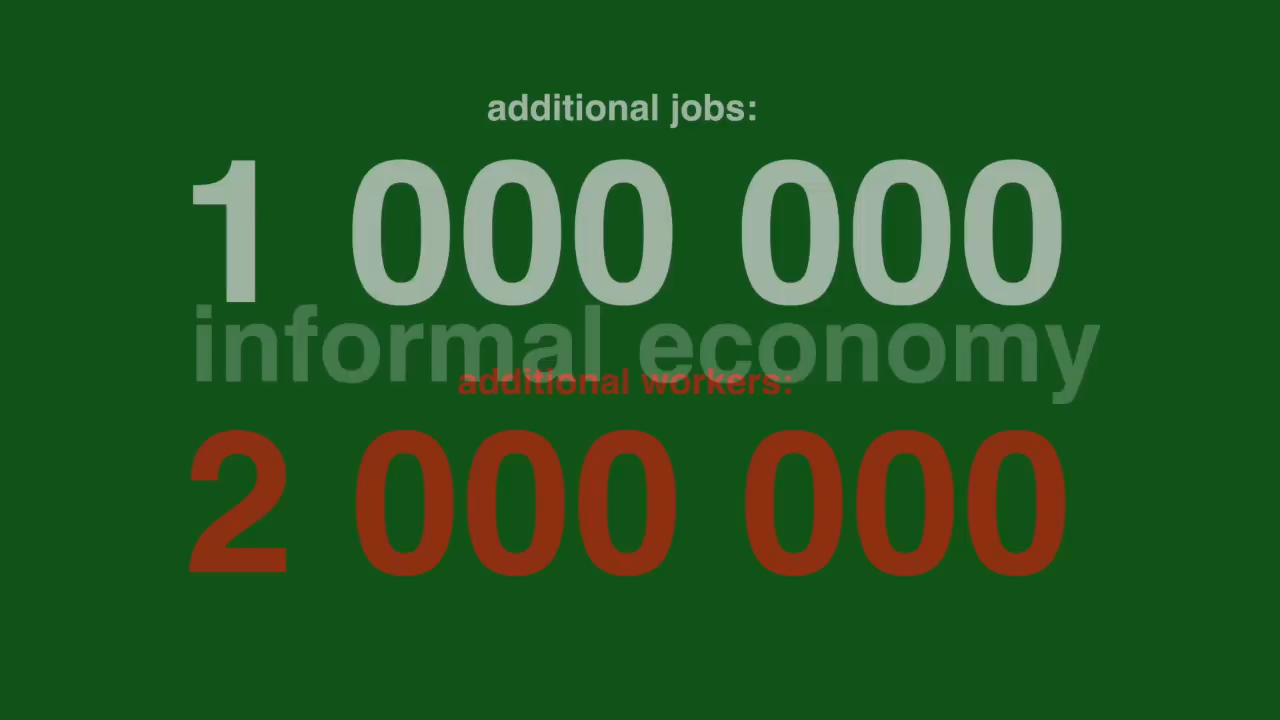 additional jobs:
1 000 000
informal economy
additional workers:
2 000 000